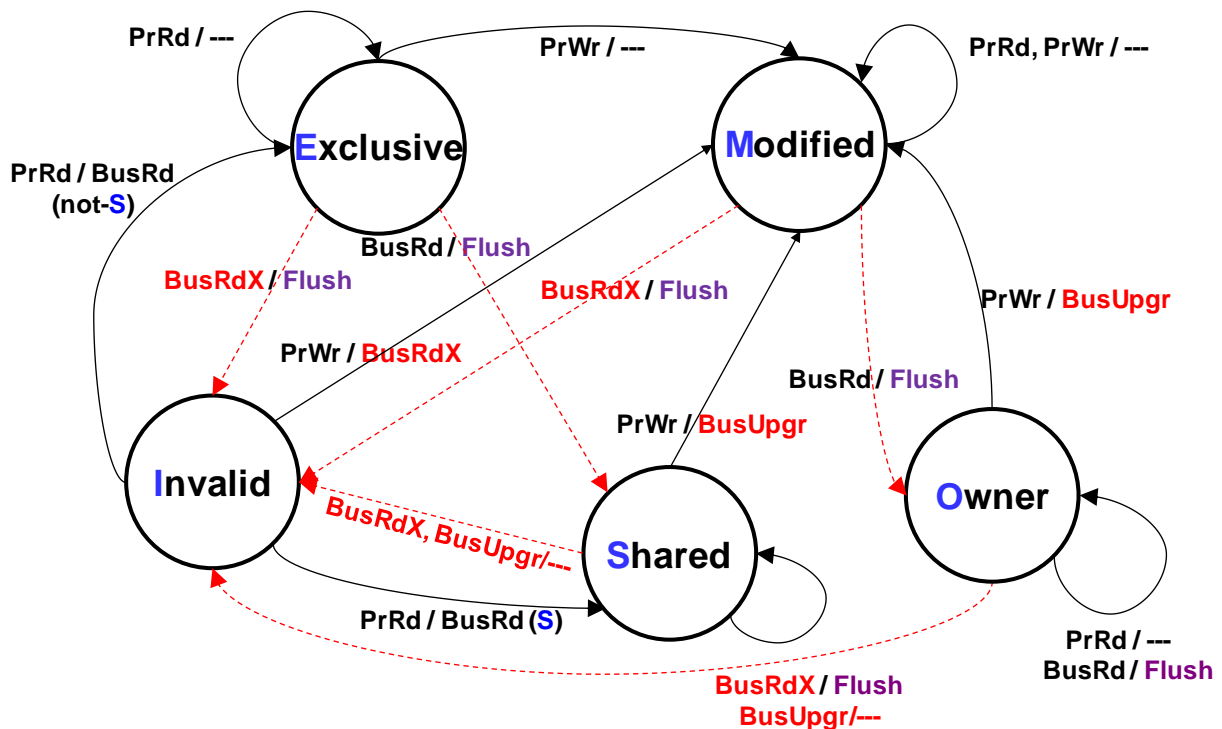 PrRd / ---
PrWr / ---
PrRd, PrWr / ---
Exclusive
Modified
PrRd / BusRd
(not-S)
BusRd / Flush
BusRdX / Flush
BusRdX / Flush
PrWr / BusUpgr
PrWr / BusRdX
BusRd / Flush
PrWr / BusUpgr
Invalid
Owner
BusRdX, BusUpgr/---
Shared
PrRd / BusRd (S)
PrRd / ---
BusRd / Flush
BusRdX / Flush
BusUpgr/---